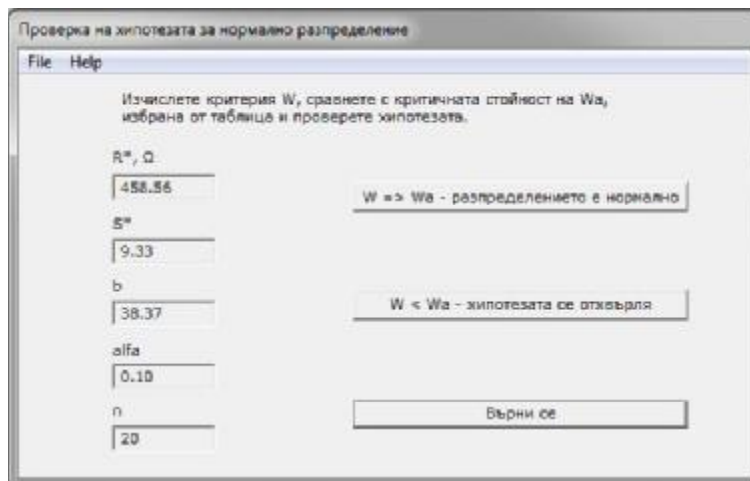 Проверка на хипотезата за нормално разпределение
File Help
Изчислете критерия W, сравнете с критичната стойност на Wa,
избрана от таблица и проверете хипотезата.
R*, Ω
458.56
W => Wa - разпределението е нормално
S*
9.33
b
38.37
W < Wa - хипотезата се отхвърля
alfa
0.10
n
20
Върни се